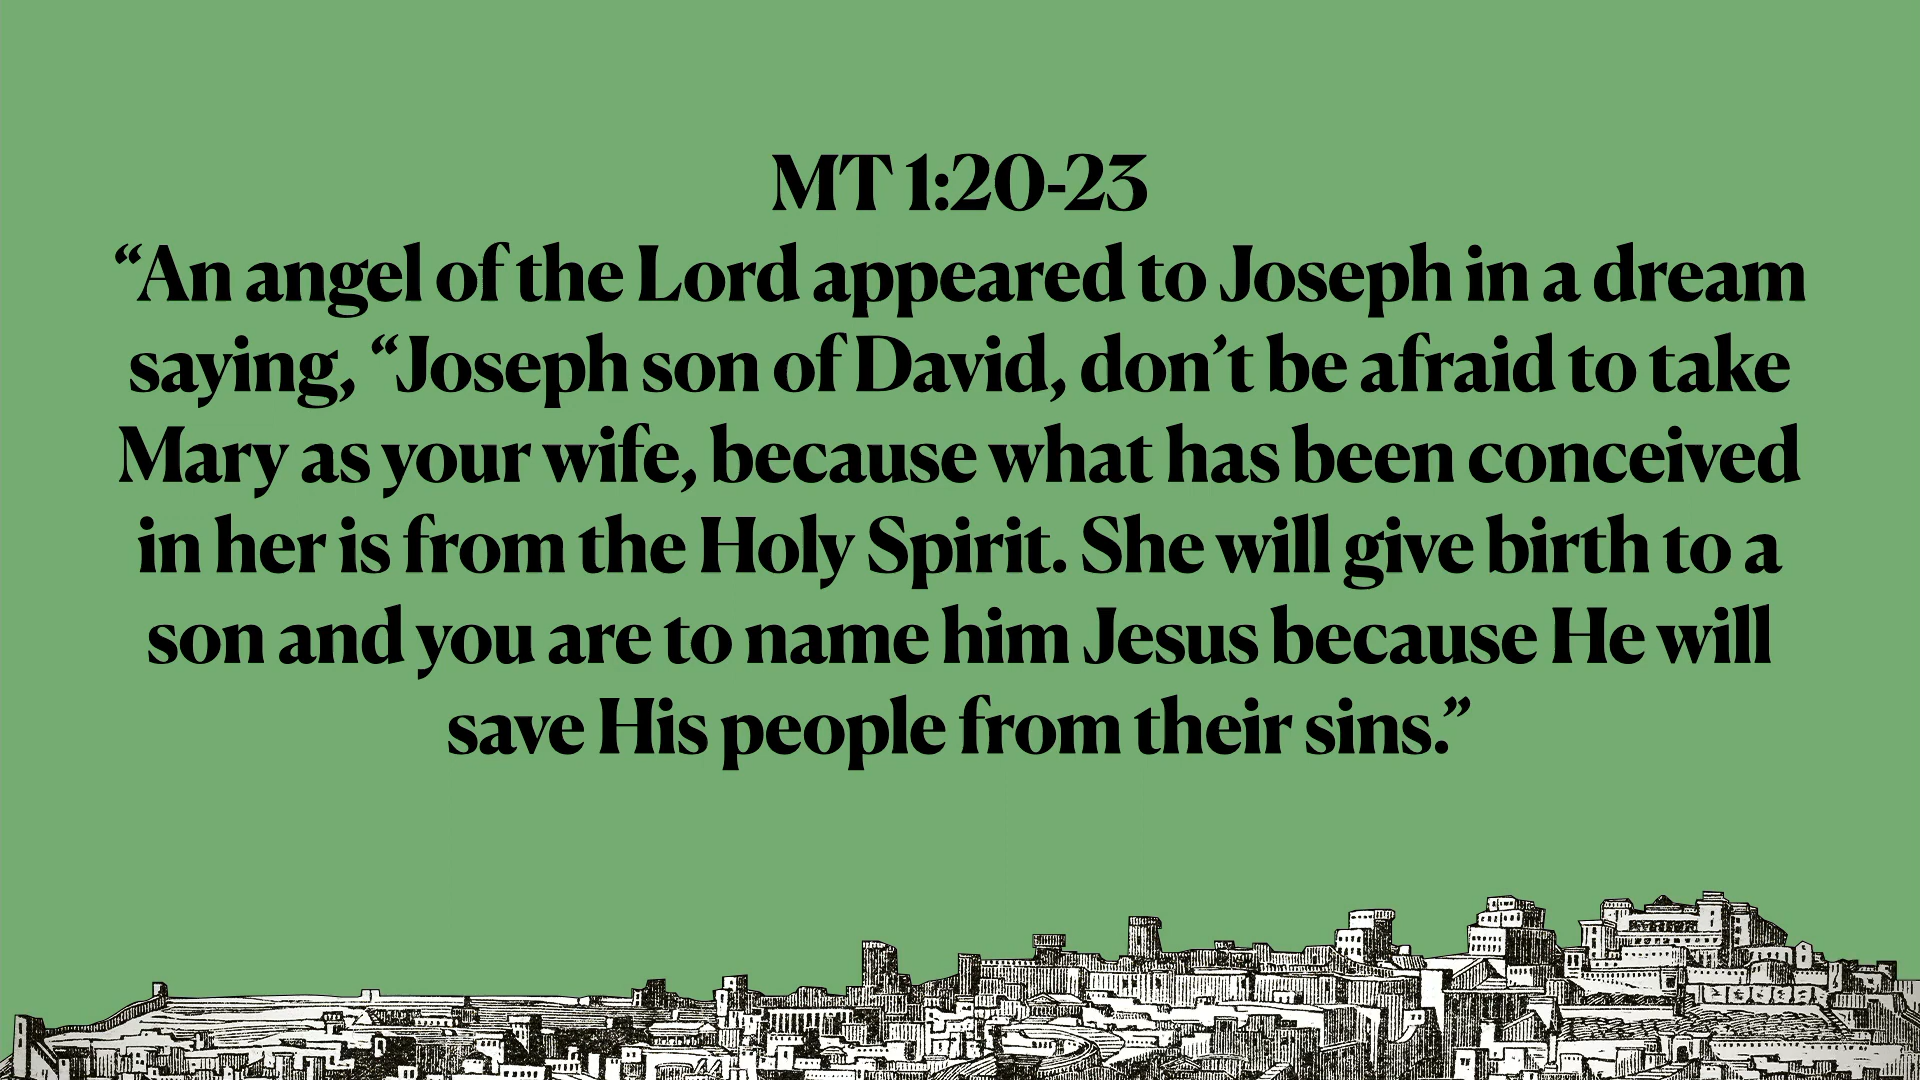 MT 1:20-23
“An angel of the Lord appeared to Joseph in a dream
saying, “Joseph son of David, don’t be afraid to take
Mary as your wife, because what has been conceived
in her is from the Holy Spirit. She will give birth to a
son and you are to name him Jesus because He will
save His people from their sins.”